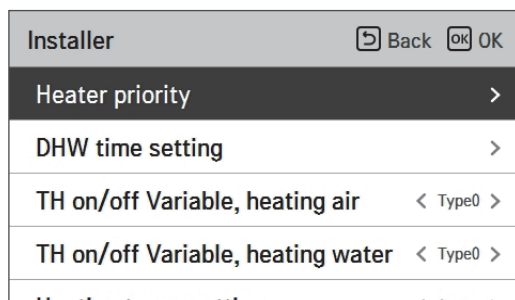 Installer Back OK OK
Heater priority >
DHW time setting >
TH on/off Variable, heating air < Type0 >
TH on/off Variable, heating water < Type0 >